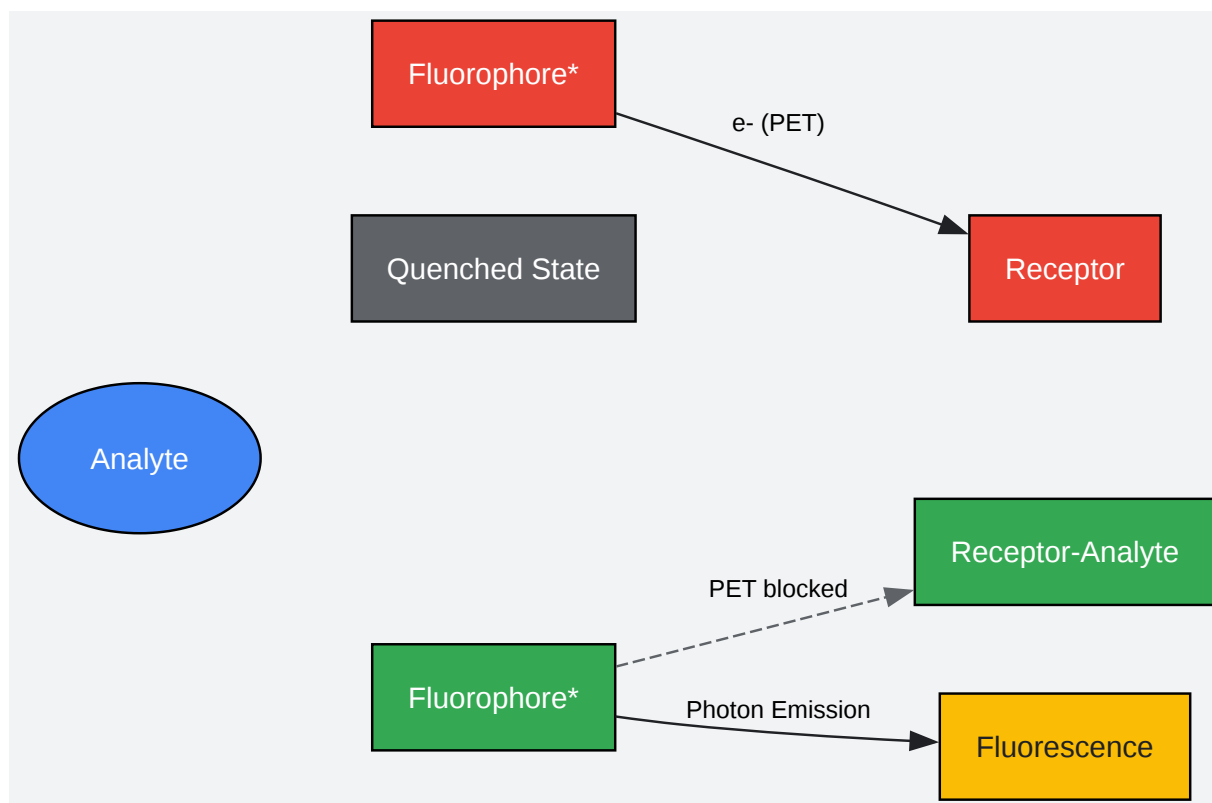 Fluorophore*
e- (PET)
Quenched State
Receptor
Analyte
Receptor-Analyte
PET blocked
Fluorophore*
Photon Emission
Fluorescence